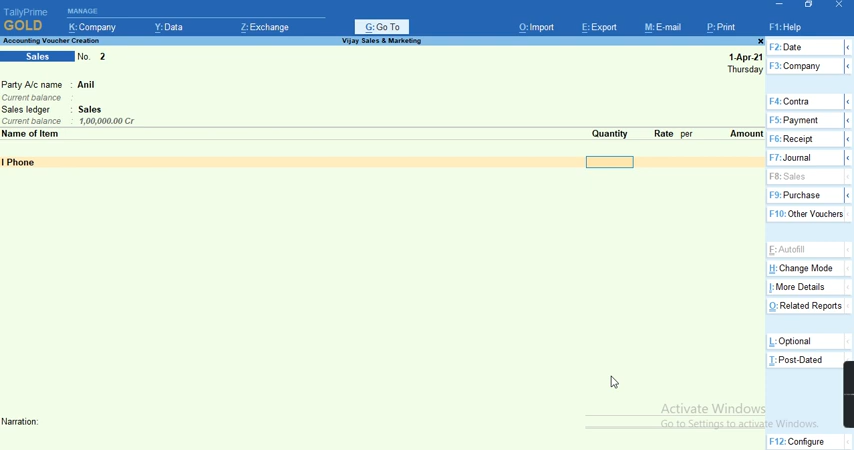 TallyPrime
GOLD
MANAGE
K: Company
Y: Data
Z: Exchange
G: Go To
O: Import
E: Export
M: E-mail
P: Print
F1: Help
Accounting Voucher Creation
Vijay Sales & Marketing
Sales No. 2
1-Apr-21
Thursday
Party A/c name : Anil
Current balance :
Sales ledger : Sales
Current balance : 1,00,000.00 Cr
Name of Item Quantity Rate per Amount
I Phone
Narration:
F2: Date
F3: Company
F4: Contra
F5: Payment
F6: Receipt
F7: Journal
F8: Sales
F9: Purchase
F10: Other Vouchers
E: Autofill
H: Change Mode
I: More Details
O: Related Reports
L: Optional
T: Post-Dated
Activate Windows
Go to Settings to activate Windows.
F12: Configure